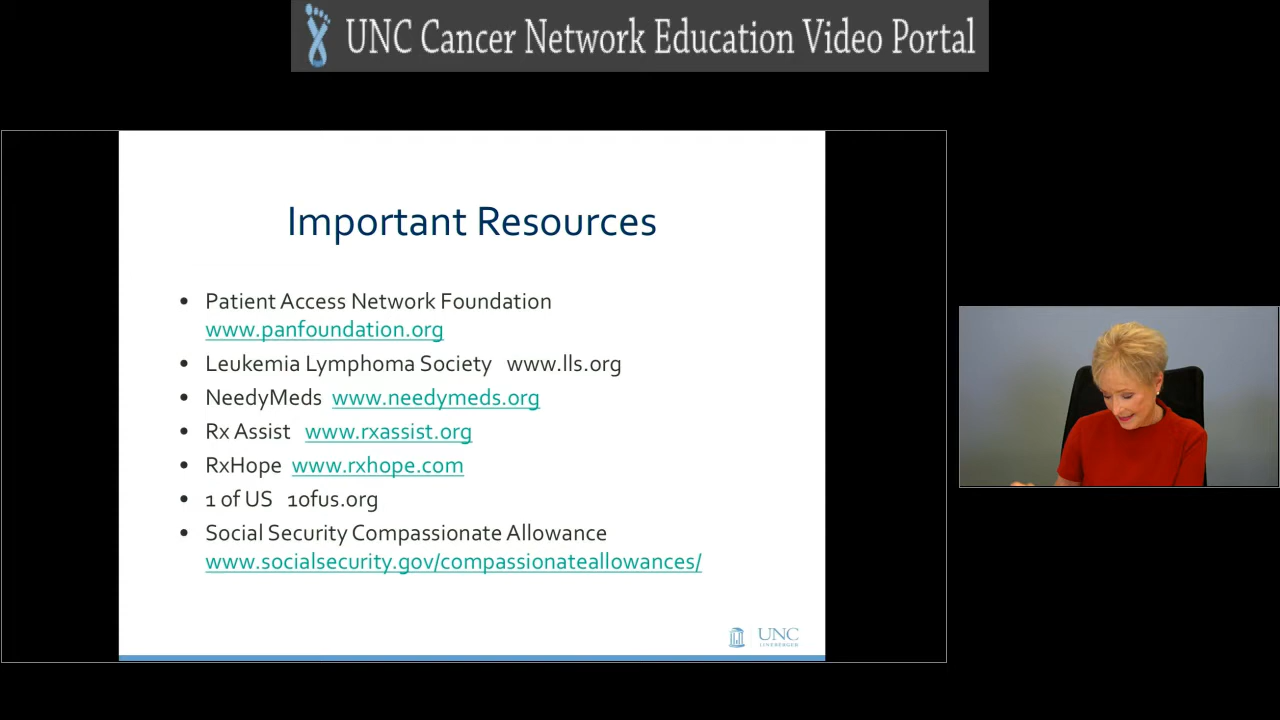 UNC Cancer Network Education Video Portal
Important Resources
• Patient Access Network Foundation
www.panfoundation.org
• Leukemia Lymphoma Society www.lls.org
• NeedyMeds www.needymeds.org
• Rx Assist www.rxassist.org
• RxHope www.rxhope.com
• 1 of US 1ofus.org
• Social Security Compassionate Allowance
www.socialsecurity.gov/compassionateallowances/
UNC
LINEBERGER